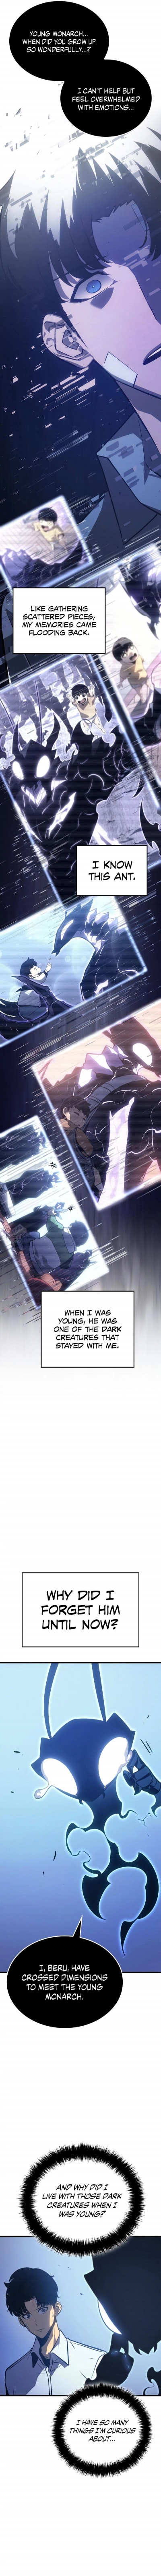 YOUNG MONARCH...
WHEN DID YOU GROW UP
SO WONDERFULLY...?
I CAN'T HELP BUT
FEEL OVERWHELMED
WITH EMOTIONS...
LIKE GATHERING
SCATTERED PIECES,
MY MEMORIES CAME
FLOODING BACK.
I KNOW
THIS ANT.
WHEN I WAS
YOUNG, HE WAS
ONE OF THE DARK
CREATURES THAT
STAYED WITH ME.
WHY DID I
FORGET HIM
UNTIL NOW?
I, BERU, HAVE
CROSSED DIMENSIONS
TO MEET THE YOUNG
MONARCH.
AND WHY DID I
LIVE WITH THOSE DARK
CREATURES WHEN I
WAS YOUNG?
I HAVE SO MANY
THINGS I'M CURIOUS
ABOUT...